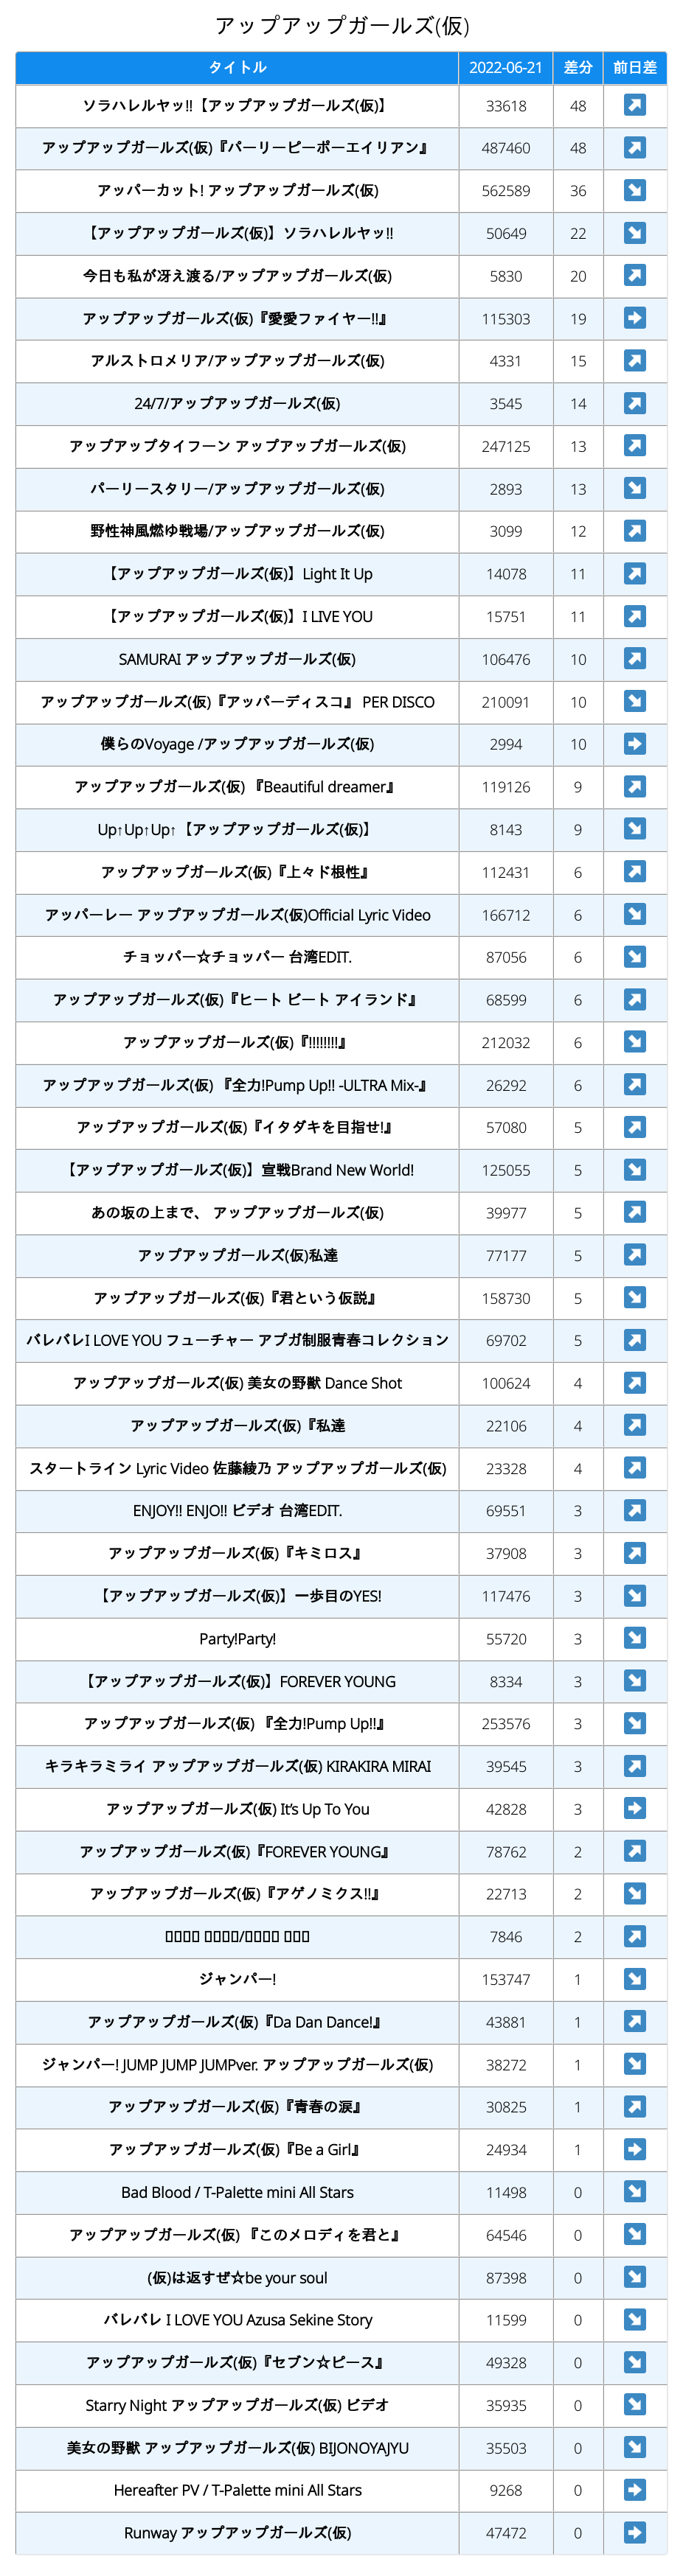 アップアップガールズ(仮)
タイトル 2022-06-21 差分 前日差
ソラハレルヤッ!!【アップアップガールズ(仮)】 33618 48 ↗
アップアップガールズ(仮)『パーリーピーポーエイリアン』 487460 48 ↗
アッパーカット! アップアップガールズ(仮) 562589 36 ↘
【アップアップガールズ(仮)】ソラハレルヤッ!! 50649 22 ↘
今日も私が冴え渡る/アップアップガールズ(仮) 5830 20 ↗
アップアップガールズ(仮)『愛愛ファイヤー!!』 115303 19 ➡
アルストロメリア/アップアップガールズ(仮) 4331 15 ↗
24/7/アップアップガールズ(仮) 3545 14 ↗
アップアップタイフーン アップアップガールズ(仮) 247125 13 ↗
パーリースタリー/アップアップガールズ(仮) 2893 13 ↘
野性神風燃ゆ戦場/アップアップガールズ(仮) 3099 12 ↗
【アップアップガールズ(仮)】Light It Up 14078 11 ↗
【アップアップガールズ(仮)】I LIVE YOU 15751 11 ↗
SAMURAI アップアップガールズ(仮) 106476 10 ↗
アップアップガールズ(仮)『アッパーディスコ』 PER DISCO 210091 10 ↘
僕らのVoyage /アップアップガールズ(仮) 2994 10 ➡
アップアップガールズ(仮) 『Beautiful dreamer』 119126 9 ↗
Up↑Up↑Up↑【アップアップガールズ(仮)】 8143 9 ↘
アップアップガールズ(仮)『上々ド根性』 112431 6 ↗
アッパーレー アップアップガールズ(仮)Official Lyric Video 166712 6 ↘
チョッパー☆チョッパー 台湾EDIT. 87056 6 ↘
アップアップガールズ(仮)『ヒート ビート アイランド』 68599 6 ↗
アップアップガールズ(仮)『!!!!!!!!』 212032 6 ↘
アップアップガールズ(仮) 『全力!Pump Up!! -ULTRA Mix-』 26292 6 ↗
アップアップガールズ(仮)『イタダキを目指せ!』 57080 5 ↗
【アップアップガールズ(仮)】宣戦Brand New World! 125055 5 ↘
あの坂の上まで、 アップアップガールズ(仮) 39977 5 ↗
アップアップガールズ(仮)私達 77177 5 ↗
アップアップガールズ(仮)『君という仮説』 158730 5 ↘
バレバレI LOVE YOU フューチャー アプガ制服青春コレクション 69702 5 ↗
アップアップガールズ(仮) 美女の野獣 Dance Shot 100624 4 ↗
アップアップガールズ(仮)『私達 22106 4 ↗
スタートライン Lyric Video 佐藤綾乃 アップアップガールズ(仮) 23328 4 ↗
ENJOY!! ENJO!! ビデオ 台湾EDIT. 69551 3 ↗
アップアップガールズ(仮)『キミロス』 37908 3 ↗
【アップアップガールズ(仮)】一歩目のYES! 117476 3 ↘
Party!Party! 55720 3 ↘
【アップアップガールズ(仮)】FOREVER YOUNG 8334 3 ↘
アップアップガールズ(仮) 『全力!Pump Up!!』 253576 3 ↘
キラキラミライ アップアップガールズ(仮) KIRAKIRA MIRAI 39545 3 ↗
アップアップガールズ(仮) It’s Up To You 42828 3 ➡
アップアップガールズ(仮)『FOREVER YOUNG』 78762 2 ↗
アップアップガールズ(仮)『アゲノミクス!!』 22713 2 ↘
7846 2 ↗
ジャンパー! 153747 1 ↘
アップアップガールズ(仮)『Da Dan Dance!』 43881 1 ↗
ジャンパー! JUMP JUMP JUMPver. アップアップガールズ(仮) 38272 1 ↘
アップアップガールズ(仮)『青春の涙』 30825 1 ↗
アップアップガールズ(仮)『Be a Girl』 24934 1 ➡
Bad Blood / T-Palette mini All Stars 11498 0 ↘
アップアップガールズ(仮) 『このメロディを君と』 64546 0 ↘
(仮)は返すぜ☆be your soul 87398 0 ↘
バレバレ I LOVE YOU Azusa Sekine Story 11599 0 ↘
アップアップガールズ(仮)『セブン☆ピース』 49328 0 ↘
Starry Night アップアップガールズ(仮) ビデオ 35935 0 ↘
美女の野獣 アップアップガールズ(仮) BIJONOYAJYU 35503 0 ↘
Hereafter PV / T-Palette mini All Stars 9268 0 ➡
Runway アップアップガールズ(仮) 47472 0 ➡